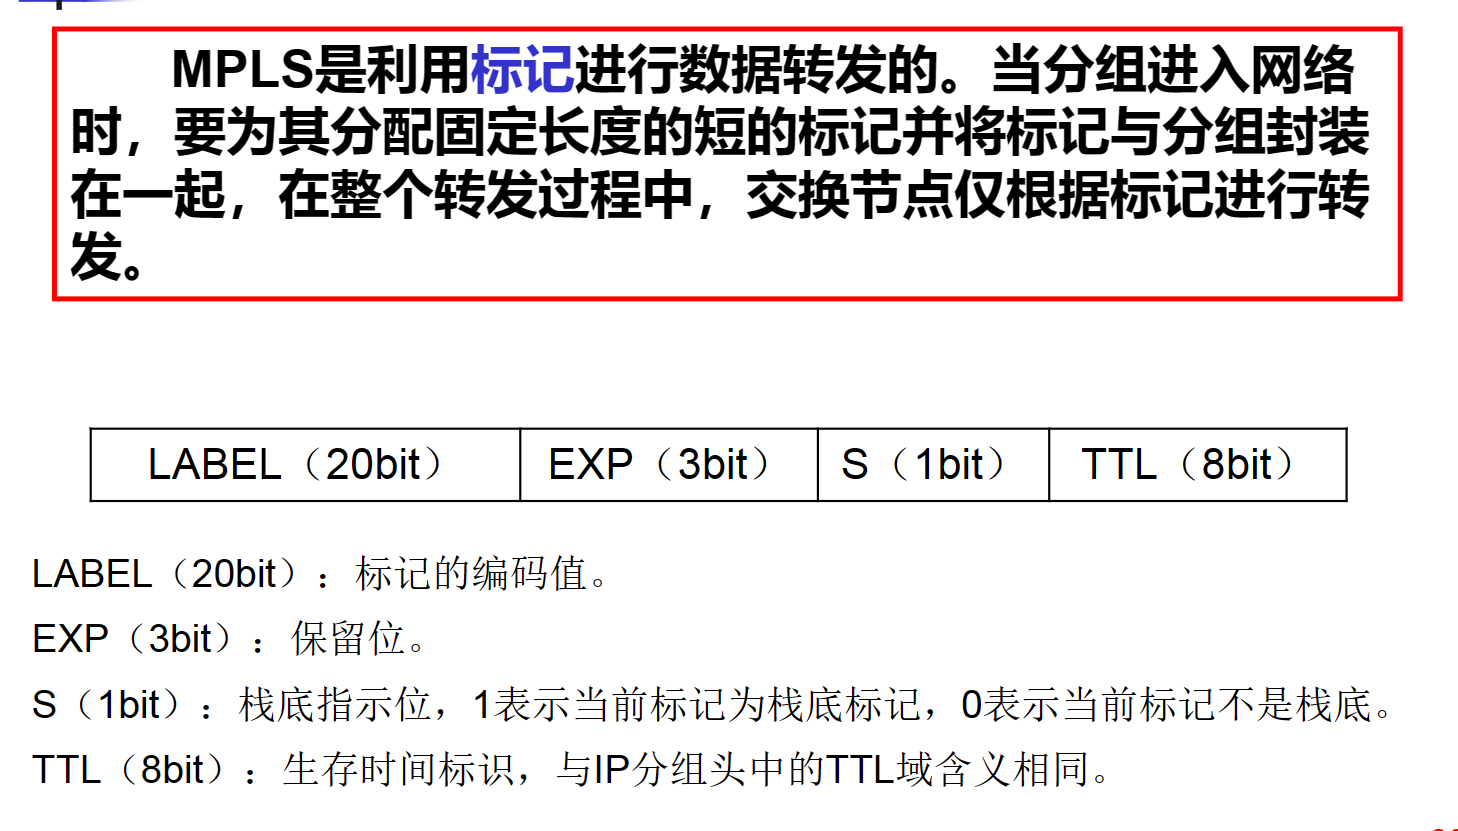 MPLS是利用标记进行数据转发的。当分组进入网络
时，要为其分配固定长度的短的标记并将标记与分组封装
在一起，在整个转发过程中，交换节点仅根据标记进行转
发。
LABEL（20bit） EXP（3bit） S（1bit） TTL（8bit）
LABEL（20bit）：标记的编码值。
EXP（3bit）：保留位。
S（1bit）：栈底指示位，1表示当前标记为栈底标记，0表示当前标记不是栈底。
TTL（8bit）：生存时间标识，与IP分组头中的TTL域含义相同。